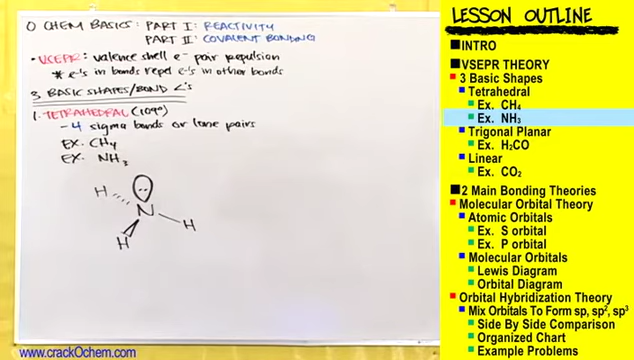 O CHEM BASICS: PART I: REACTIVITY
PART II: COVALENT BONDING
• VSEPR: valence shell e⁻ pair repulsion
* e⁻'s in bonds repel e⁻'s in other bonds
3 BASIC SHAPES/BOND ∠'s
1. TETRAHEDRAL (109°)
- 4 sigma bonds or lone pairs
EX. CH₄
EX. NH₃
H
N
H
H
www.crackOchem.com
LESSON OUTLINE
INTRO
VSEPR THEORY
3 Basic Shapes
Tetrahedral
Ex. CH₄
Ex. NH₃
Trigonal Planar
Ex. H₂CO
Linear
Ex. CO₂
2 Main Bonding Theories
Molecular Orbital Theory
Atomic Orbitals
Ex. S orbital
Ex. P orbital
Molecular Orbitals
Lewis Diagram
Orbital Diagram
Orbital Hybridization Theory
Mix Orbitals To Form sp, sp², sp³
Side By Side Comparison
Organized Chart
Example Problems